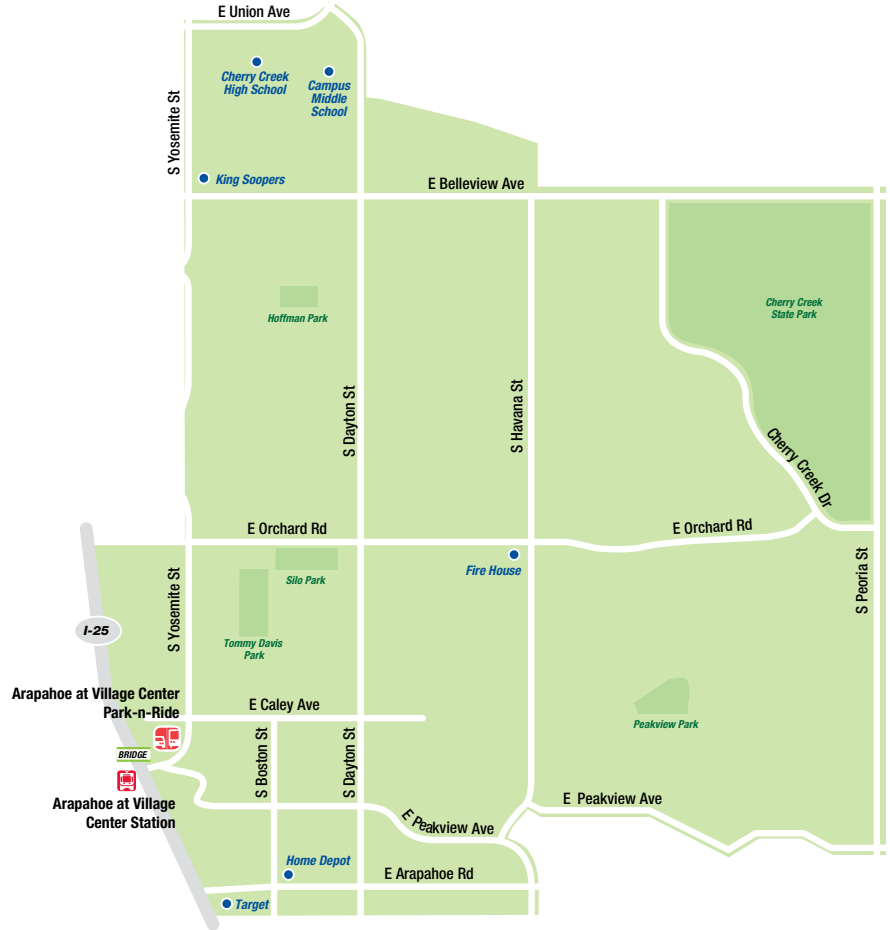 E Union Ave
Cherry Creek
High School
Campus
Middle
School
S Yosemite St
King Soopers
E Belleview Ave
Hoffman Park
Cherry Creek
State Park
S Dayton St
S Havana St
Cherry Creek Dr
E Orchard Rd
E Orchard Rd
Fire House
Silo Park
S Yosemite St
S Peoria St
I-25
Tommy Davis
Park
Arapahoe at Village Center
Park-n-Ride
E Caley Ave
Peakview Park
BRIDGE
S Boston St
S Dayton St
Arapahoe at Village
Center Station
E Peakview Ave
E Peakview Ave
Home Depot
E Arapahoe Rd
Target